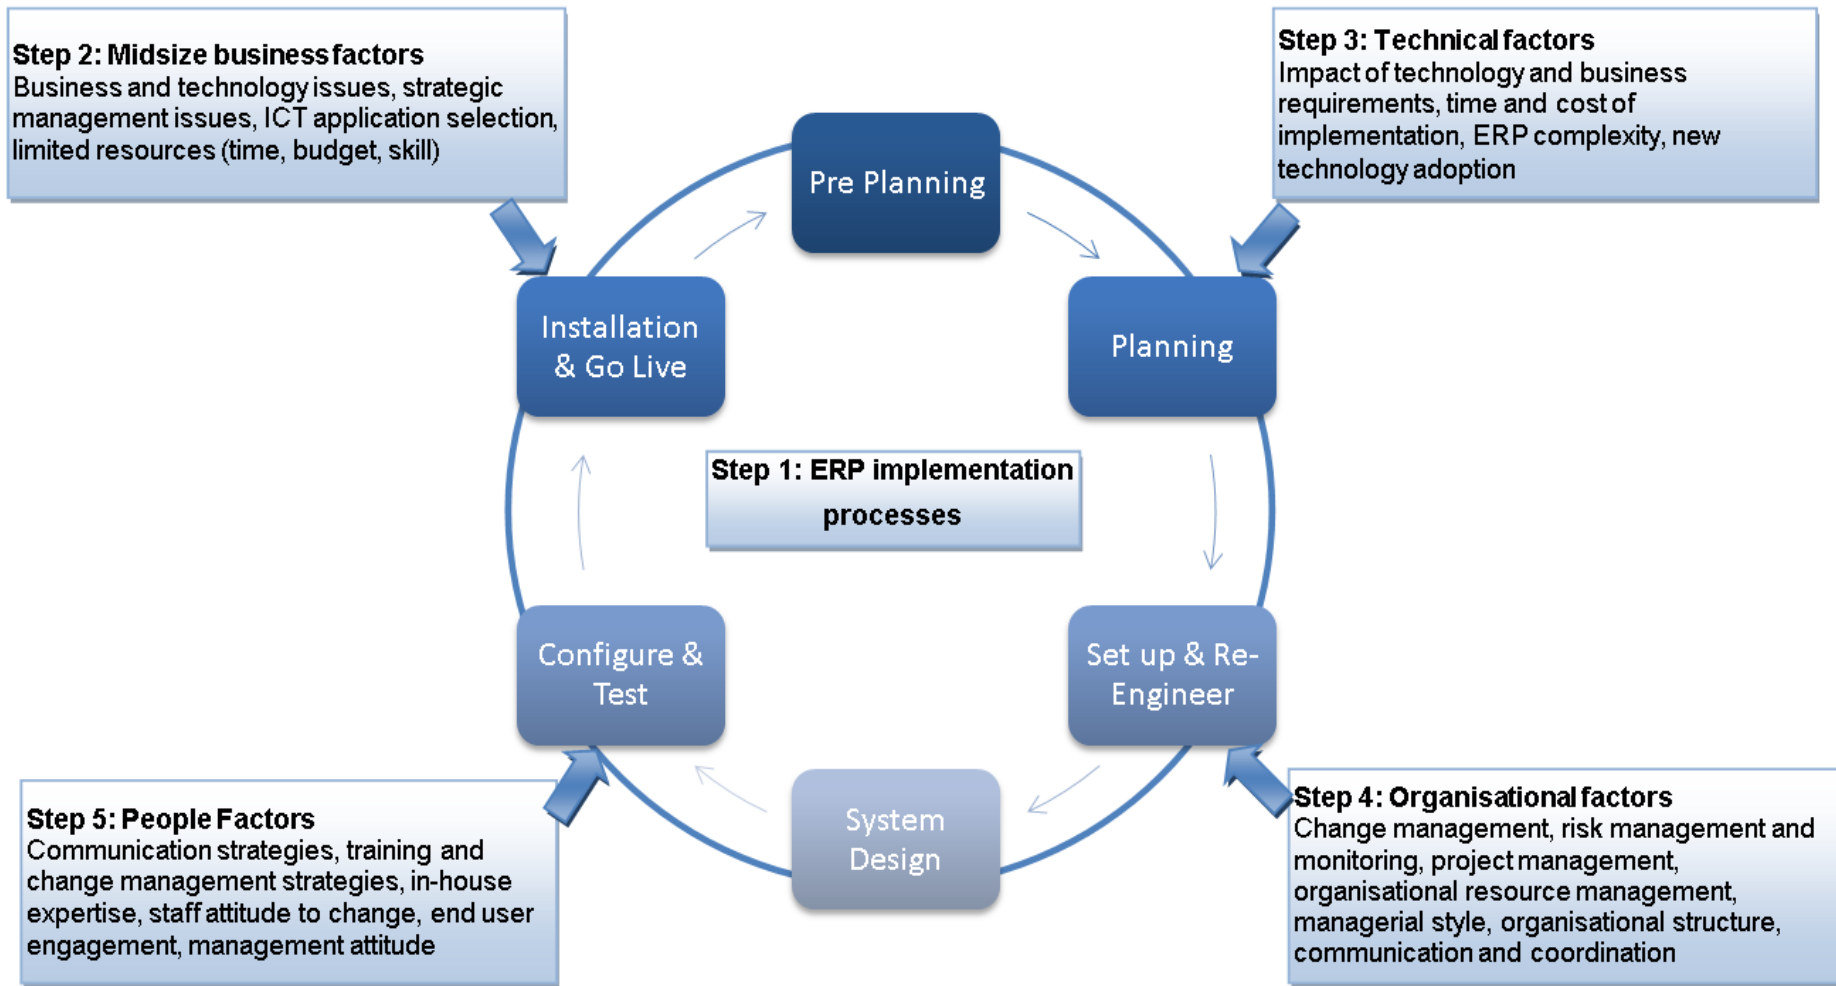 Step 2: Midsize business factors
Business and technology issues, strategic
management issues, ICT application selection,
limited resources (time, budget, skill)
Step 3: Technical factors
Impact of technology and business
requirements, time and cost of
implementation, ERP complexity, new
technology adoption
Pre Planning
Installation
& Go Live
Planning
Step 1: ERP implementation
processes
Configure &
Test
Set up & Re-
Engineer
System
Design
Step 5: People Factors
Communication strategies, training and
change management strategies, in-house
expertise, staff attitude to change, end user
engagement, management attitude
Step 4: Organisational factors
Change management, risk management and
monitoring, project management,
organisational resource management,
managerial style, organisational structure,
communication and coordination